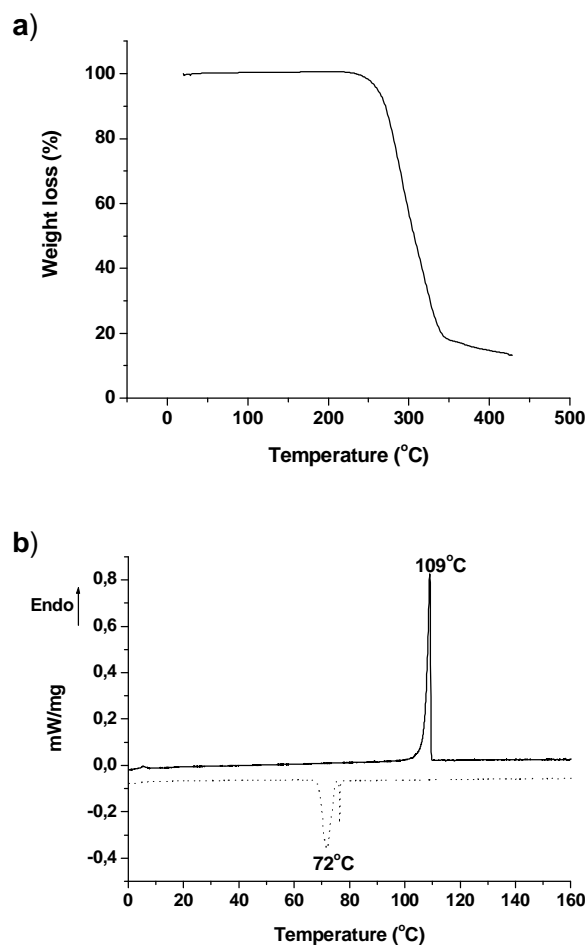 a)
100
80
60
40
20
0
Weight loss (%)
0 100 200 300 400 500
Temperature (°C)
b)
109°C
0,8
Endo
0,6
0,4
0,2
0,0
-0,2
-0,4
mW/mg
72°C
0 20 40 60 80 100 120 140 160
Temperature (°C)